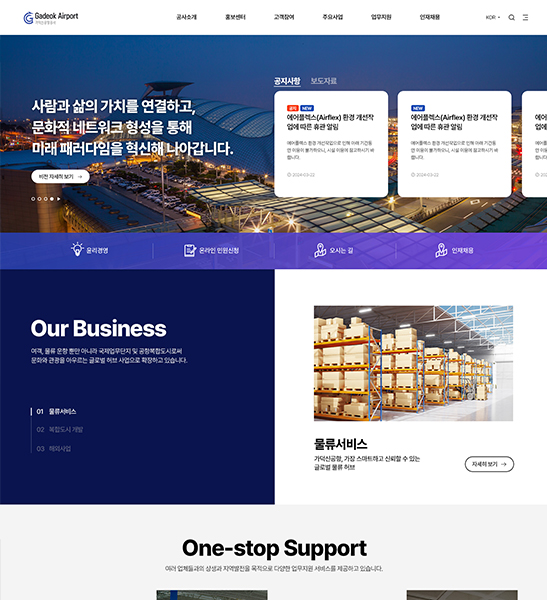 Gadeok Airport
공사소개 홍보센터 고객참여 주요사업 업무지원 인재채용 KOR
사람과 삶의 가치를 연결하고,
문화적 네트워크 형성을 통해
미래 패러다임을 혁신해 나아갑니다.
비전 자세히 보기 →
공지사항 보도자료
공지 NEW
에어플렉스(Airflex) 환경 개선작
업에 따른 휴관 알림
에어플렉스 환경 개선작업으로 인해 아래 기간동
안 이용이 불가하오니, 시설 이용에 참고하시기 바
랍니다.
2024-03-22
NEW
에어플렉스(Airflex) 환경 개선작
업에 따른 휴관 알림
에어플렉스 환경 개선작업으로 인해 아래 기간동
안 이용이 불가하오니, 시설 이용에 참고하시기 바
랍니다.
2024-03-22
윤리경영 온라인 민원신청 오시는 길 인재채용
Our Business
여객, 물류 운항 뿐만 아니라 국제업무단지 및 공항복합도시로써
문화와 관광을 아우르는 글로벌 허브 사업으로 확장하고 있습니다.
01 물류서비스
02 복합도시 개발
03 해외사업
물류서비스
가덕신공항, 가장 스마트하고 신뢰할 수 있는
글로벌 물류 허브
자세히 보기 →
One-stop Support
여러 업체들과의 상생과 지역발전을 목적으로 다양한 업무지원 서비스를 제공하고 있습니다.